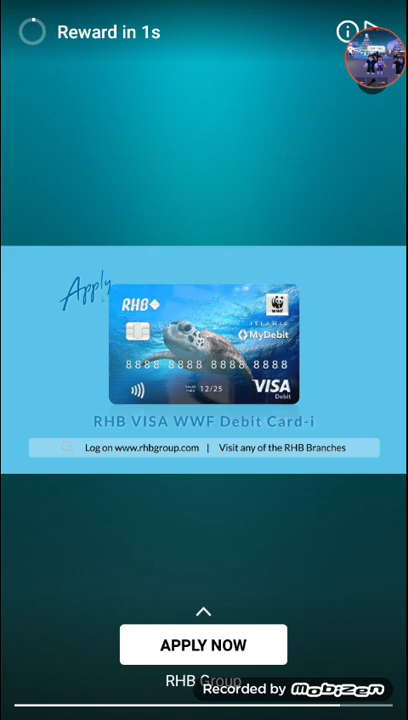 Reward in 1s
Apply
RHB
WWF
ISLAMIC
MyDebit
8888 8888 8888 8888
12/25
VISA
Debit
RHB VISA WWF Debit Card-i
Log on www.rhbgroup.com | Visit any of the RHB Branches
APPLY NOW
RHB Group
Recorded by mobizen